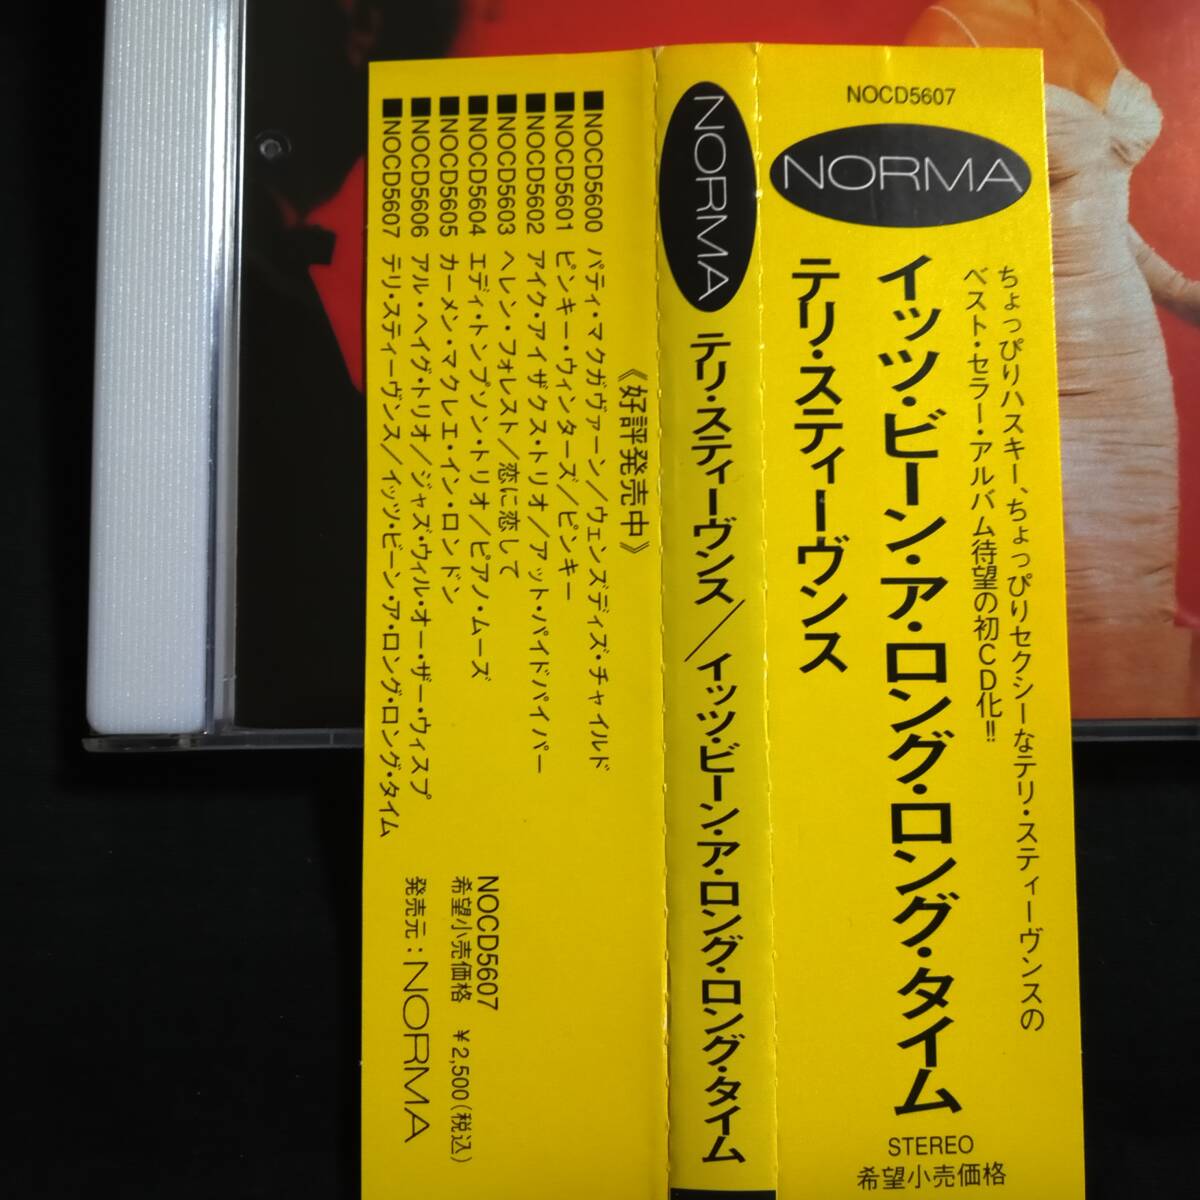 NOCD5607
NORMA
ちょっぴりハスキー、ちょっぴりセクシーなテリ・スティーヴンスの
ベスト・セラー・アルバム待望の初CD化!!
イッツ・ビーン・ア・ロング・ロング・タイム
テリ・スティーヴンス
STEREO
希望小売価格
NORMA テリ・スティーヴンス/イッツ・ビーン・ア・ロング・ロング・タイム
《好評発売中》
■NOCD5600 パティ・マクガヴァーン/ウェンズディズ・チャイルド
■NOCD5601 ピンキー・ウィンターズ/ピンキー
■NOCD5602 アイク・アイザクス・トリオ/アット・パイドパイパー
■NOCD5603 ヘレン・フォレスト/恋に恋して
■NOCD5604 エディ・トンプソン・トリオ/ピアノ・ムーズ
■NOCD5605 カーメン・マクレエ・イン・ロンドン
■NOCD5606 アル・ヘイグ・トリオ/ジャズ・ウィル・オー・ザー・ウィスプ
■NOCD5607 テリ・スティーヴンス/イッツ・ビーン・ア・ロング・ロング・タイム
NOCD5607
希望小売価格 ¥2,500(税込)
発売元:NORMA